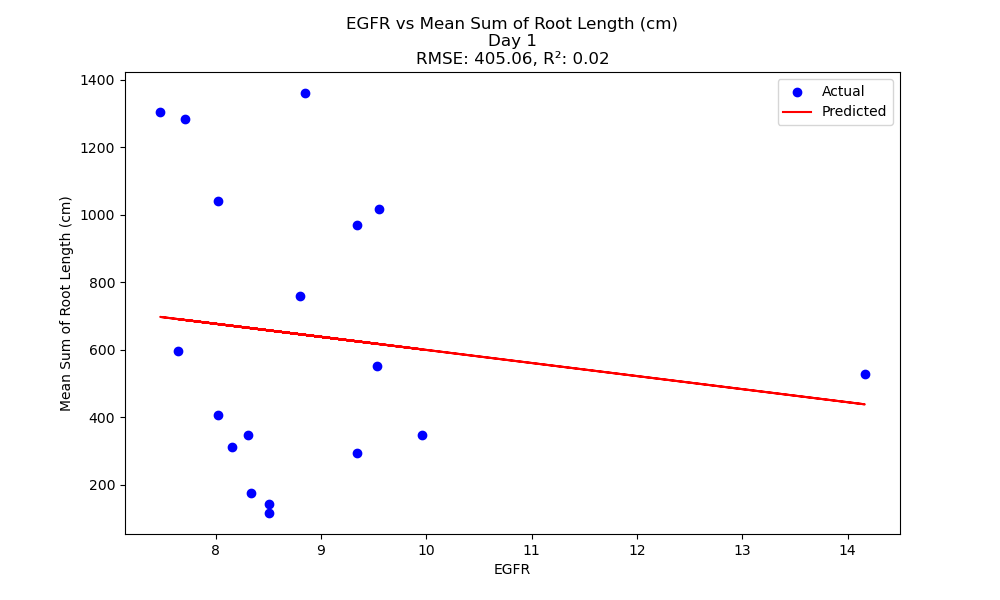 EGFR vs Mean Sum of Root Length (cm)
Day 1
RMSE: 405.06, R²: 0.02
Actual
Predicted
Mean Sum of Root Length (cm)
1400
1200
1000
800
600
400
200
8 9 10 11 12 13 14
EGFR